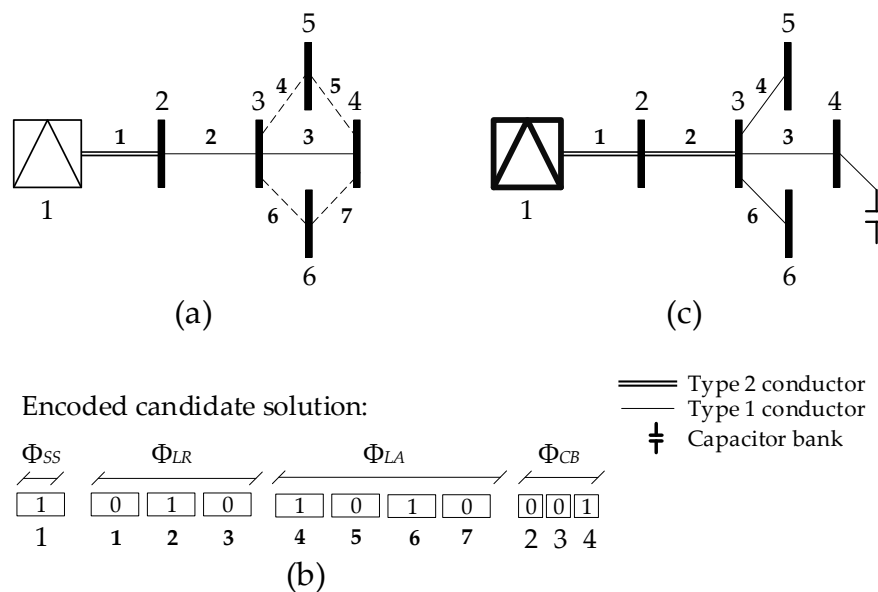 5
4
5
2
3
4
1
2
3
1
6
7
6
(a)
5
4
2
3
4
1
2
3
1
6
6
(c)
Type 2 conductor
Type 1 conductor
Capacitor bank
Encoded candidate solution:
ΦSS ΦLR ΦLA ΦCB
1 0 1 0 1 0 1 0 0 0 1
1 1 2 3 4 5 6 7 2 3 4
(b)